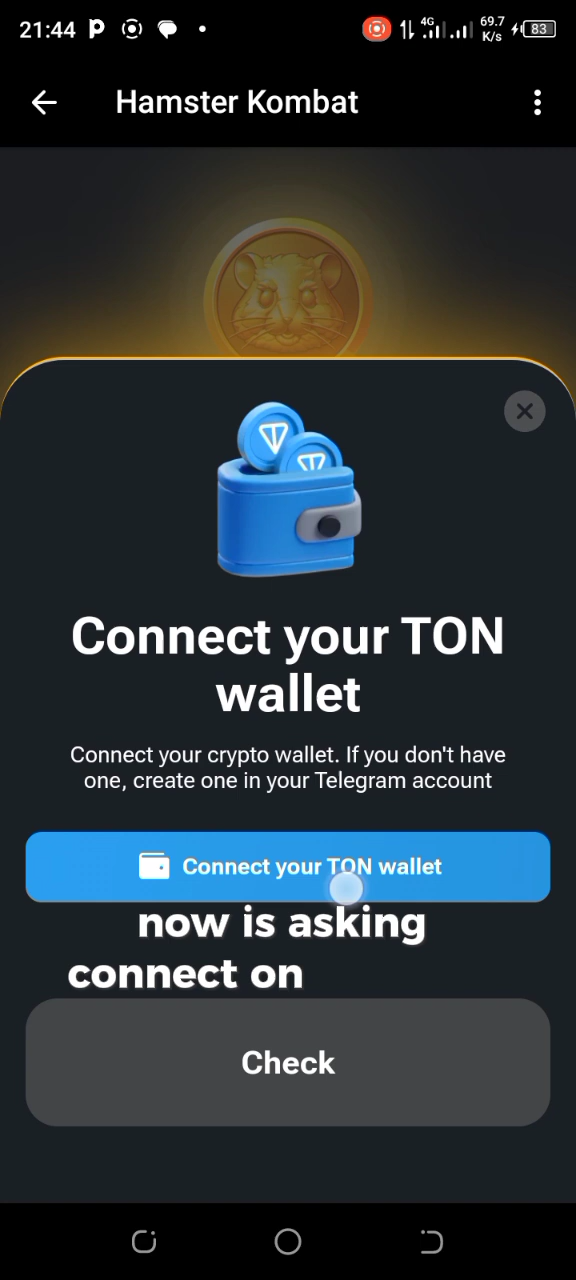 21:44 4G 69.7 K/s 83
Hamster Kombat
Connect your TON
wallet
Connect your crypto wallet. If you don't have
one, create one in your Telegram account
Connect your TON wallet
now is asking
connect on
Check